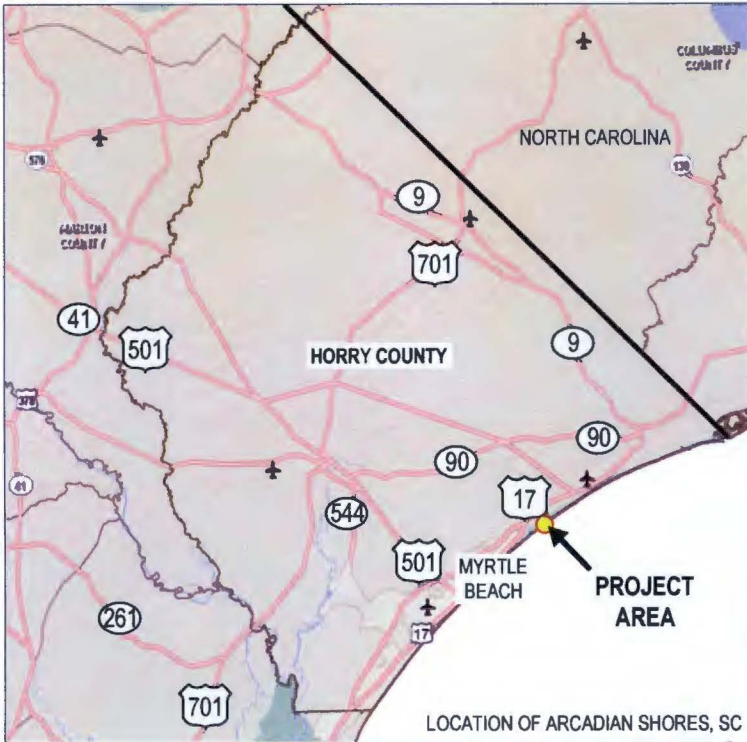 COLUMBUS
COUNTY
NORTH CAROLINA
576
130
9
MARION
COUNTY
701
41
501
HORRY COUNTY
9
378
90
90
41
17
544
501
MYRTLE
BEACH
PROJECT
AREA
261
17
701
LOCATION OF ARCADIAN SHORES, SC